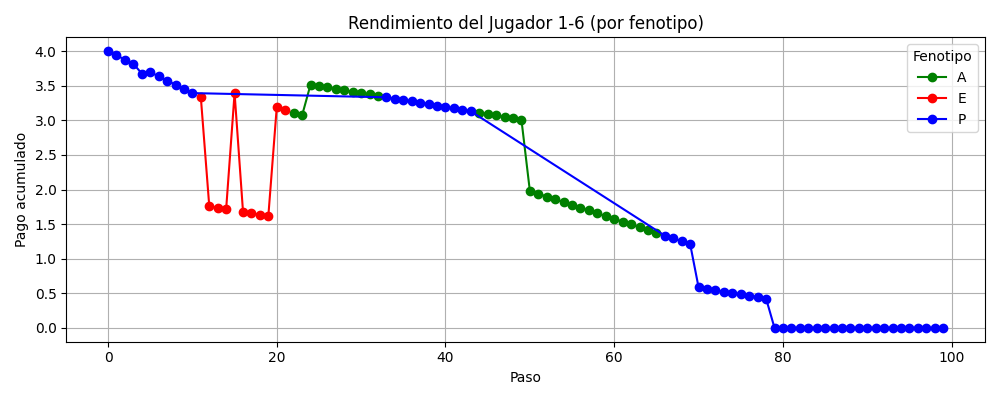 Rendimiento del Jugador 1-6 (por fenotipo)
Pago acumulado
4.0
3.5
3.0
2.5
2.0
1.5
1.0
0.5
0.0
Fenotipo
A
E
P
0 20 40 60 80 100
Paso